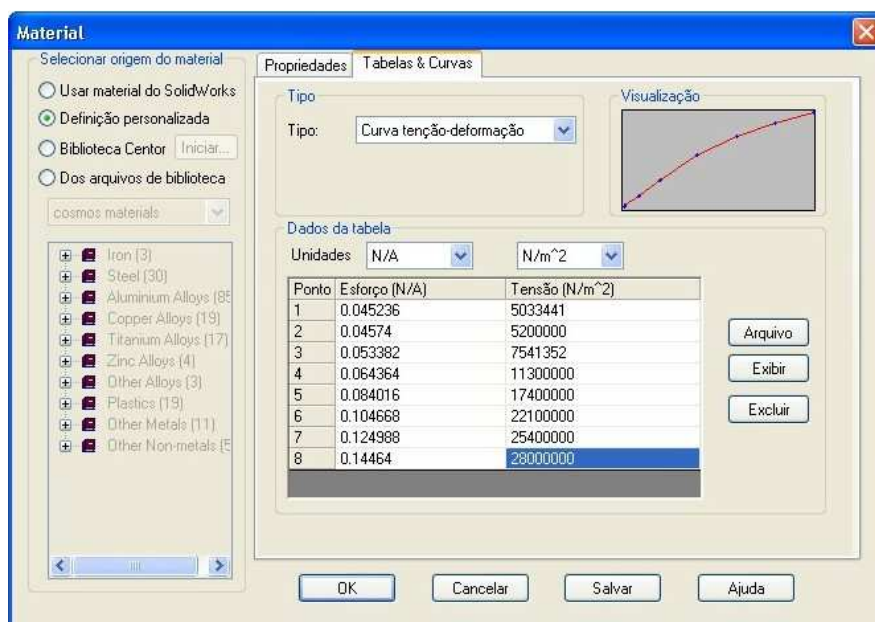 Material
Selecionar origem do material
Usar material do SolidWorks
Definição personalizada
Biblioteca Centor Iniciar...
Dos arquivos de biblioteca
cosmos materials
Iron (3)
Steel (30)
Aluminium Alloys (85
Copper Alloys (19)
Titanium Alloys (17)
Zinc Alloys (4)
Other Alloys (3)
Plastics (19)
Other Metals (11)
Other Non-metals (5
Propriedades Tabelas & Curvas
Tipo
Tipo: Curva tenção-deformação
Visualização
Dados da tabela
Unidades N/A N/m^2
Ponto Esforço (N/A) Tensão (N/m^2)
1 0.045236 5033441
2 0.04574 5200000
3 0.053382 7541352
4 0.064364 11300000
5 0.084016 17400000
6 0.104668 22100000
7 0.124988 25400000
8 0.14464 28000000
Arquivo
Exibir
Excluir
OK Cancelar Salvar Ajuda